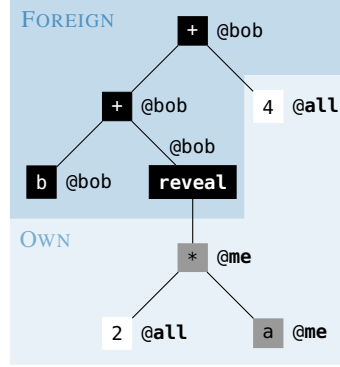 FOREIGN
+ @bob
+ @bob
4 @all
@bob
b @bob
reveal
OWN
* @me
2 @all
a @me